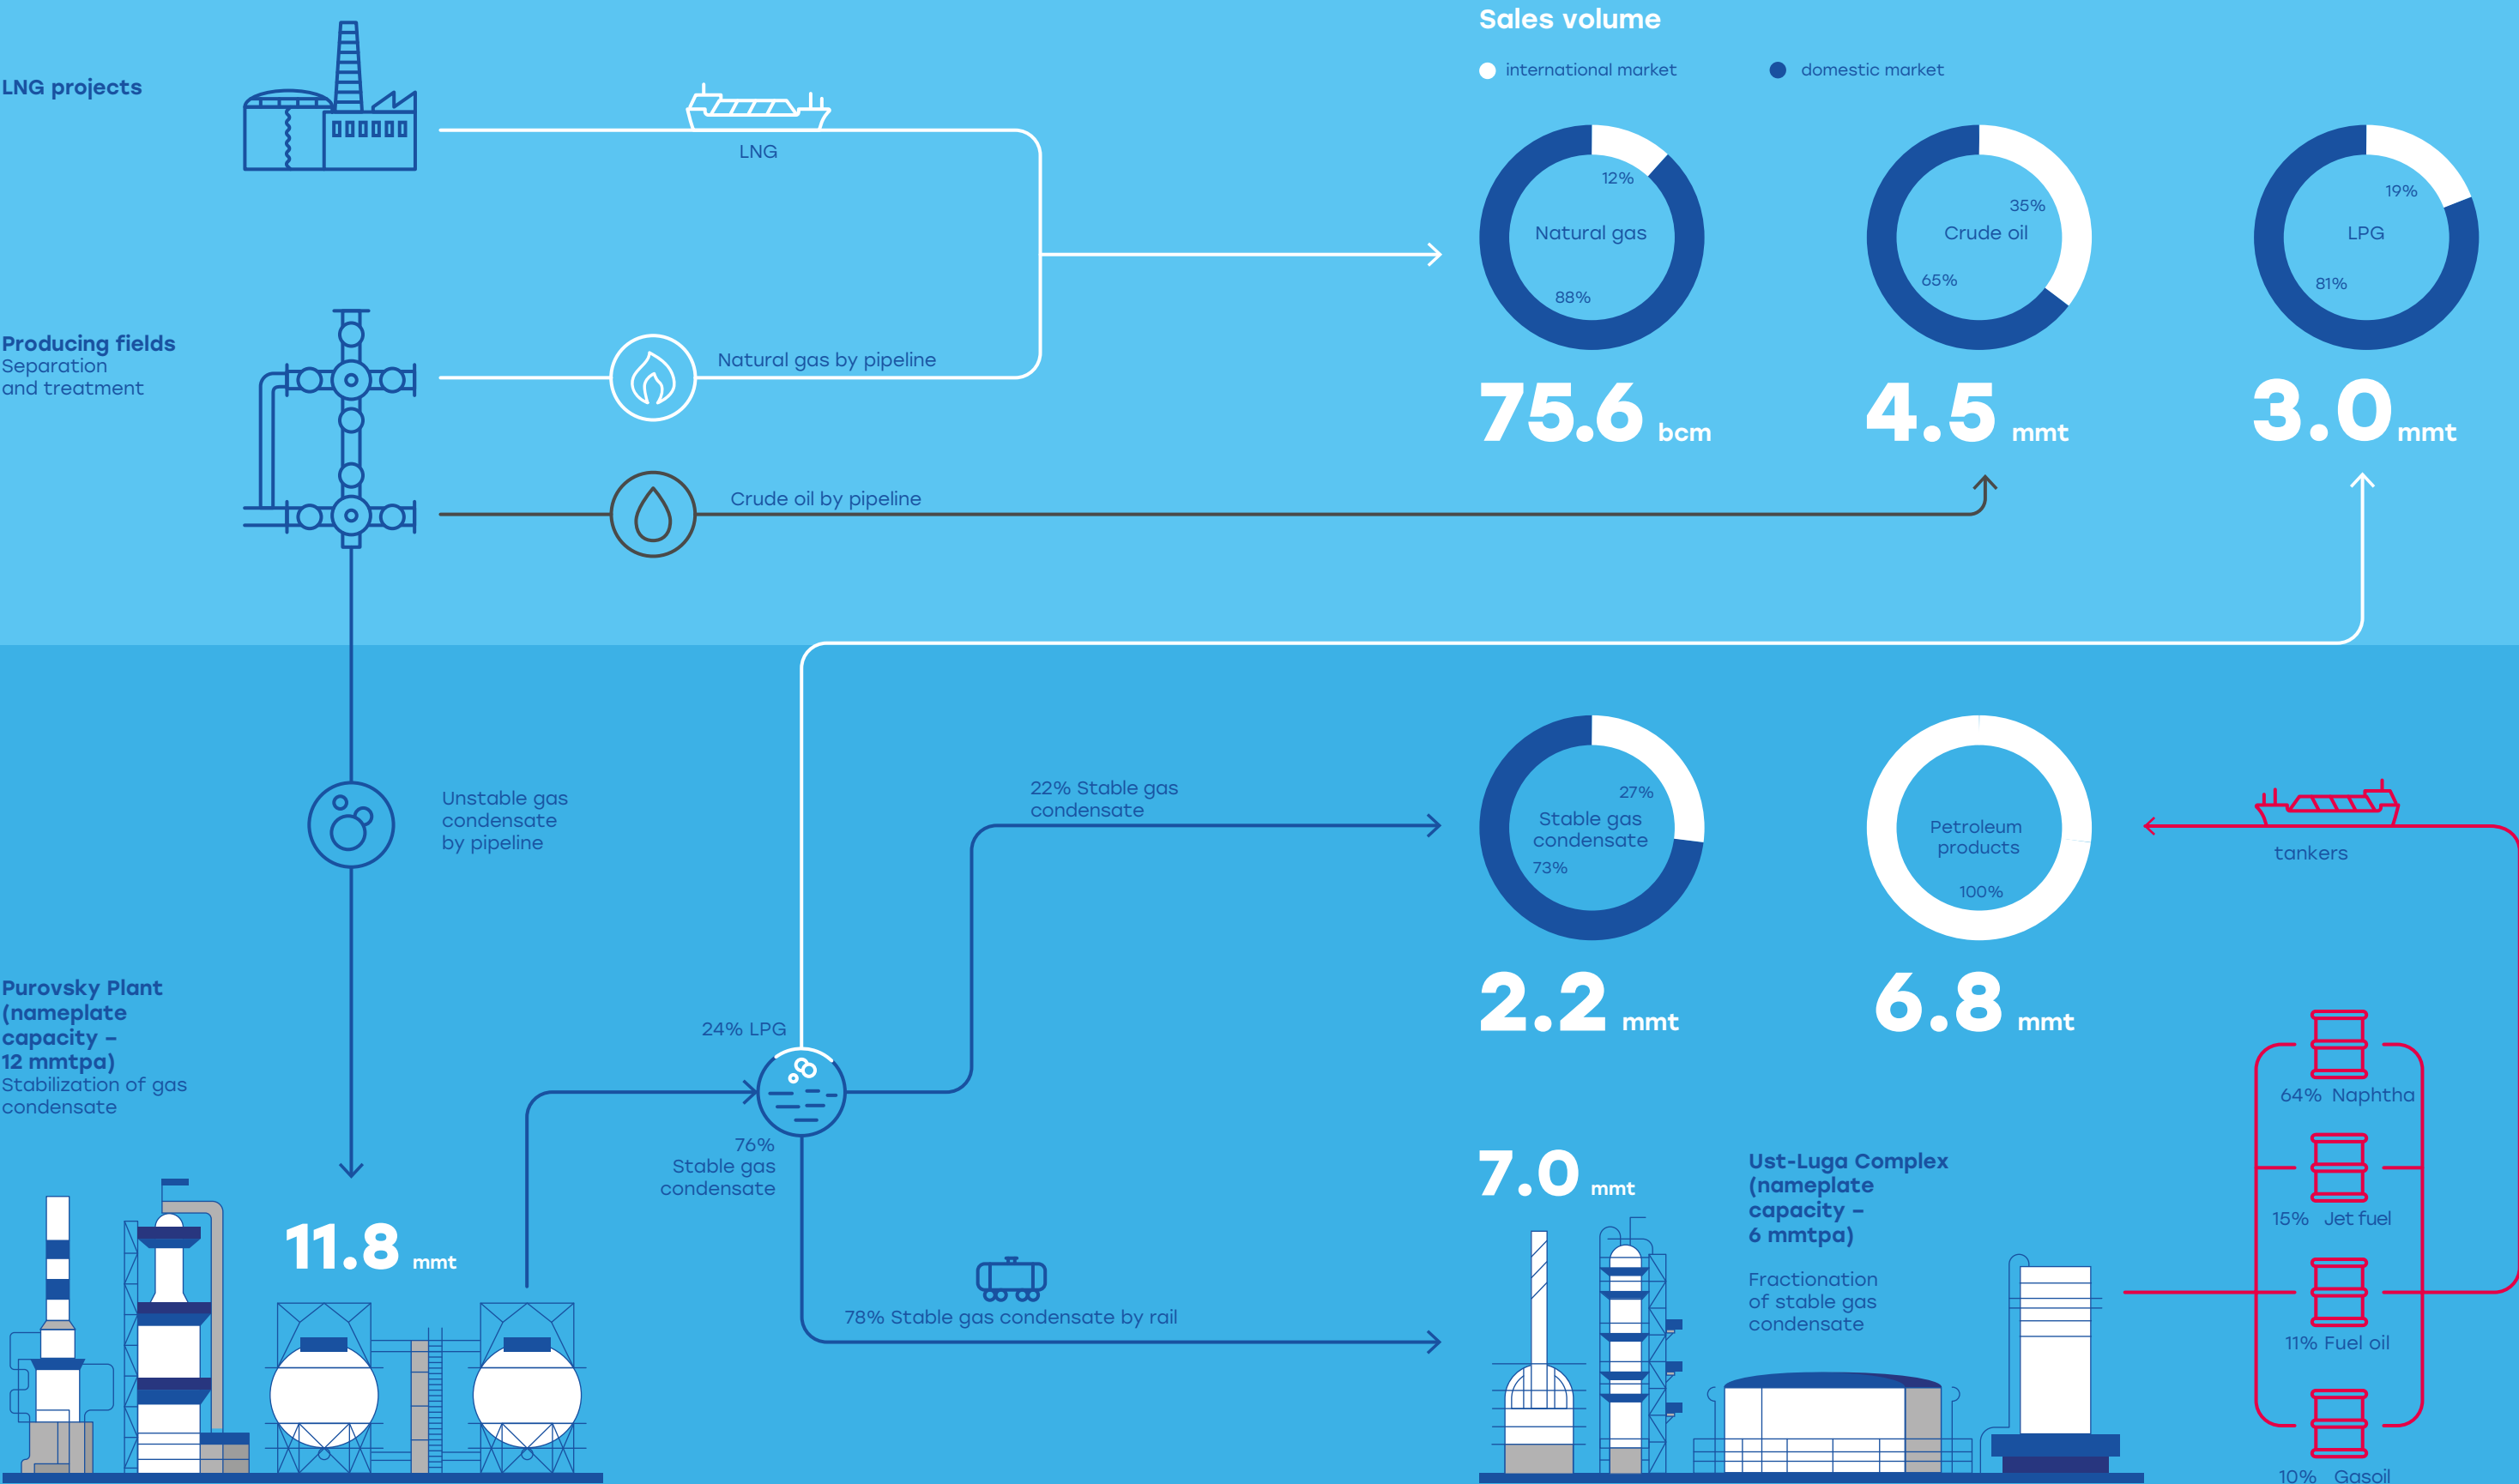 Sales volume
international market
domestic market
LNG projects
LNG
12%
Natural gas
88%
35%
Crude oil
65%
19%
LPG
81%
75.6 bcm
4.5 mmt
3.0 mmt
Producing fields
Separation
and treatment
Natural gas by pipeline
Crude oil by pipeline
Unstable gas
condensate
by pipeline
22% Stable gas
condensate
27%
Stable gas
condensate
73%
Petroleum
products
100%
tankers
2.2 mmt
6.8 mmt
Purovsky Plant
(nameplate
capacity –
12 mmtpa)
Stabilization of gas
condensate
24% LPG
76%
Stable gas
condensate
11.8 mmt
78% Stable gas condensate by rail
7.0 mmt
Ust-Luga Complex
(nameplate
capacity –
6 mmtpa)
Fractionation
of stable gas
condensate
64% Naphtha
15% Jet fuel
11% Fuel oil
10% Gasoil